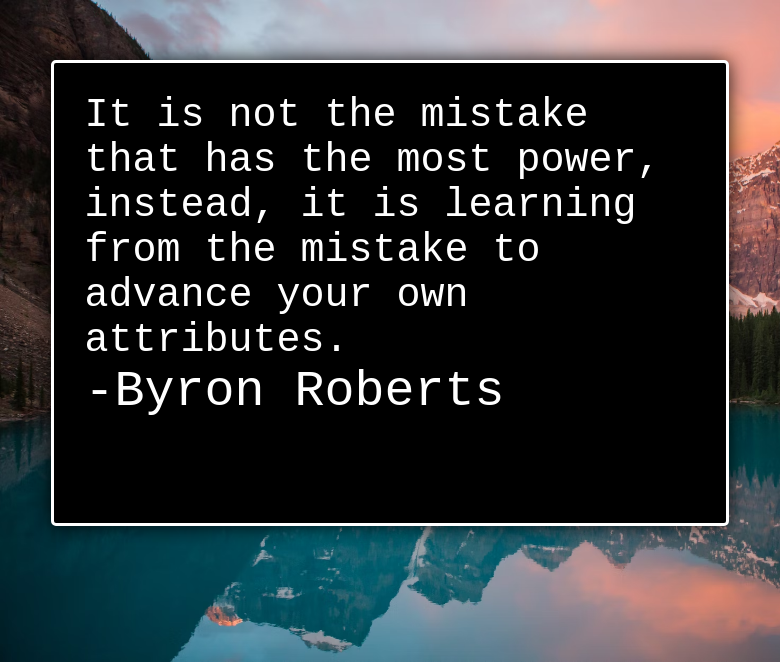 It is not the mistake
that has the most power,
instead, it is learning
from the mistake to
advance your own
attributes.
-Byron Roberts